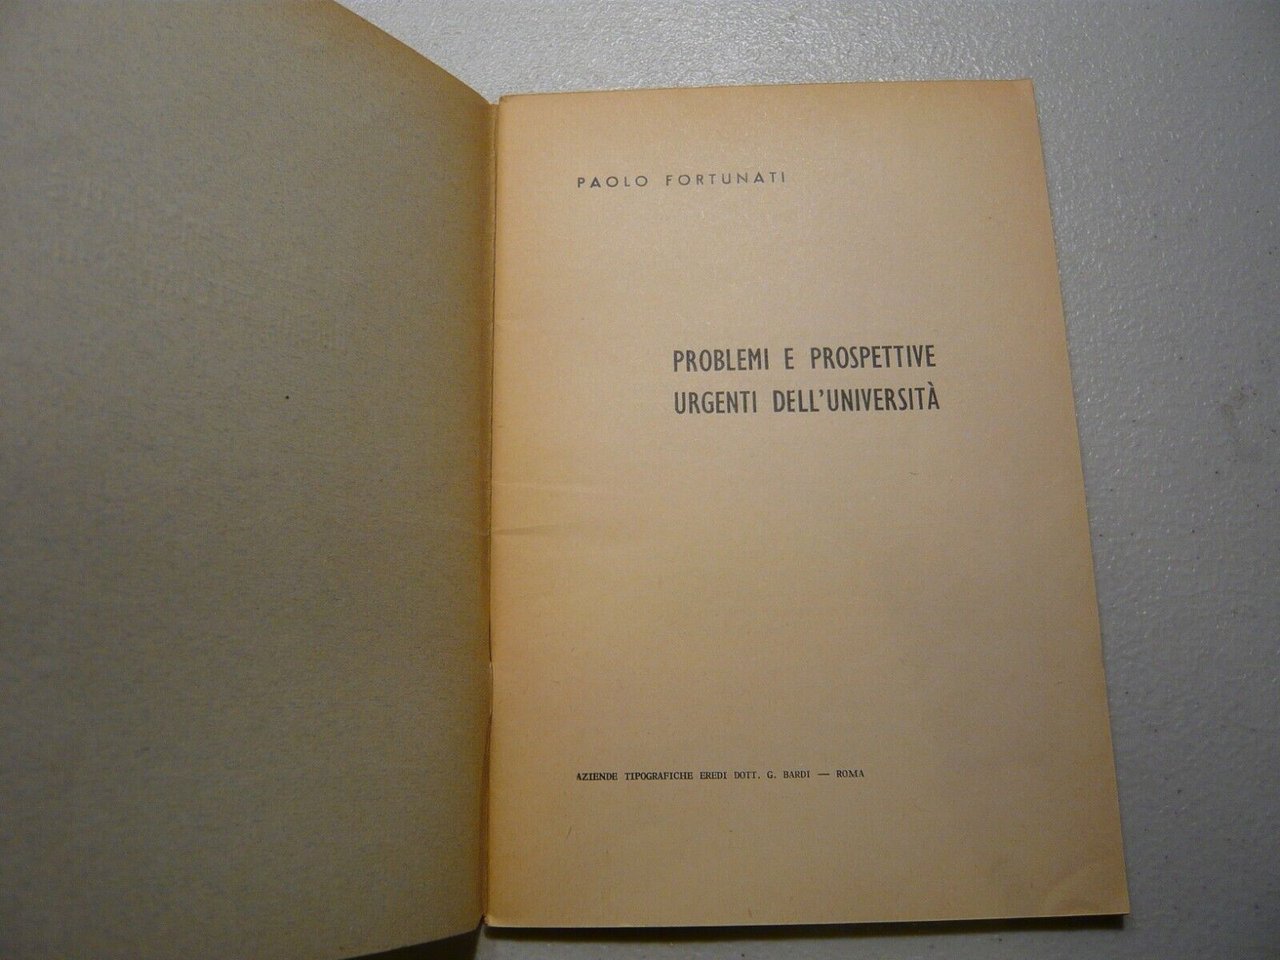 PAOLO FORTUNATI
PROBLEMI E PROSPETTIVE
URGENTI DELL'UNIVERSITÀ
AZIENDE TIPOGRAFICHE EREDI DOTT. G. BARDI — ROMA